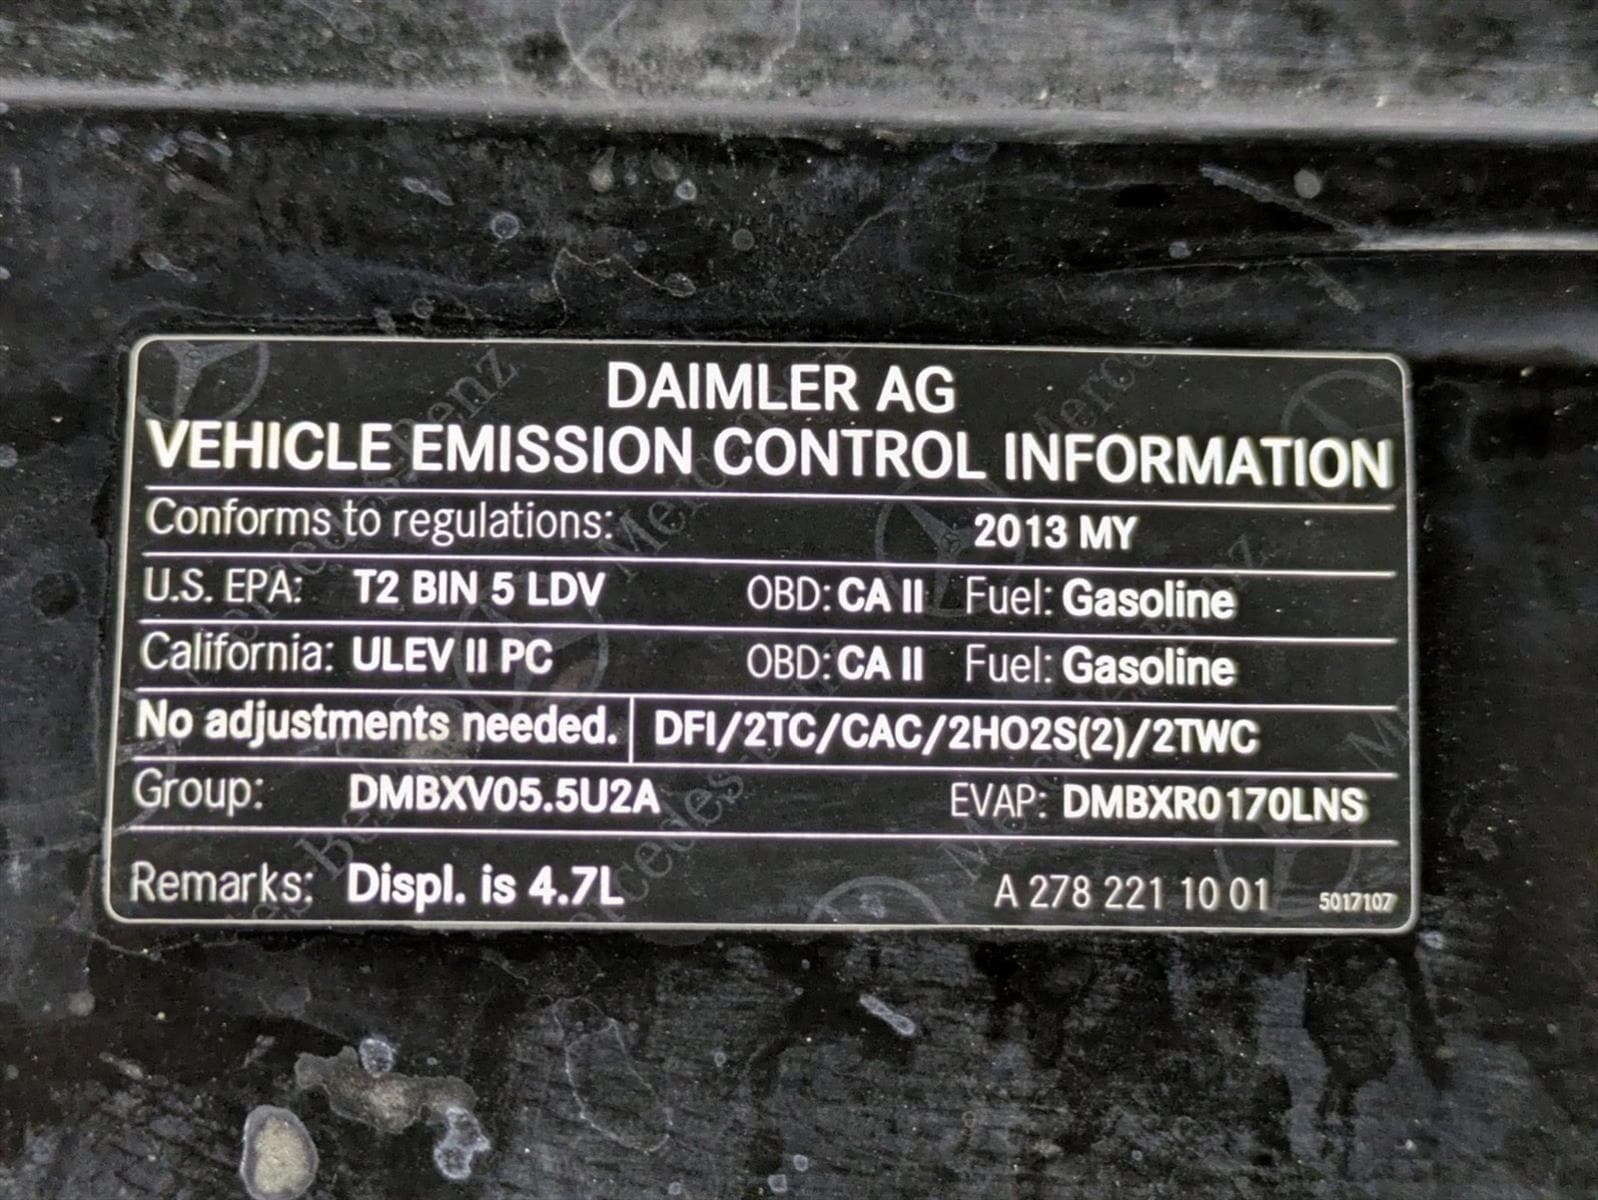 DAIMLER AG
VEHICLE EMISSION CONTROL INFORMATION
Conforms to regulations: 2013 MY
U.S. EPA: T2 BIN 5 LDV OBD: CA II Fuel: Gasoline
California: ULEV II PC OBD: CA II Fuel: Gasoline
No adjustments needed. DFI/2TC/CAC/2HO2S(2)/2TWC
Group: DMBXV05.5U2A EVAP: DMBXR0170LNS
Remarks: Displ. is 4.7L A 278 221 10 01 5017107